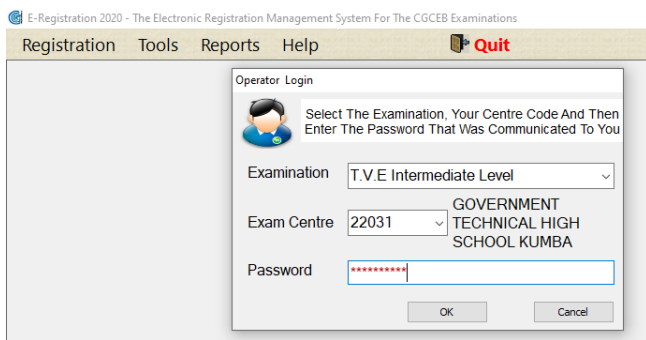 E-Registration 2020 - The Electronic Registration Management System For The CGCEB Examinations
Registration Tools Reports Help Quit
Operator Login
Select The Examination, Your Centre Code And Then
Enter The Password That Was Communicated To You
Examination T.V.E Intermediate Level
Exam Centre 22031 GOVERNMENT
TECHNICAL HIGH
SCHOOL KUMBA
Password **********
OK Cancel